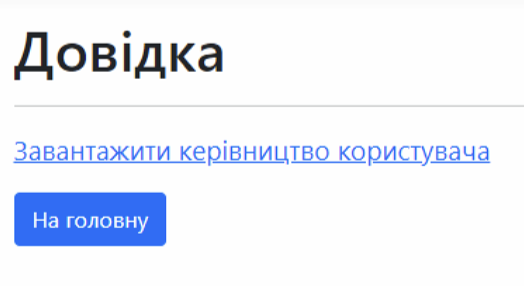 Довідка
Завантажити керівництво користувача
На головну